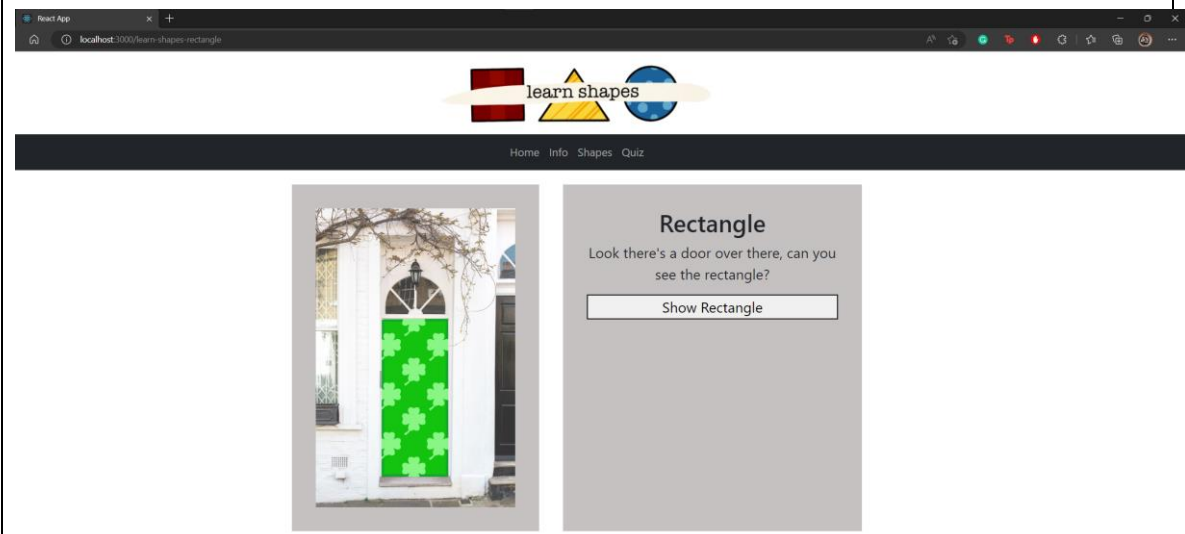 React App
localhost:3000/learn-shapes-rectangle
learn shapes
Home Info Shapes Quiz
Rectangle
Look there's a door over there, can you
see the rectangle?
Show Rectangle